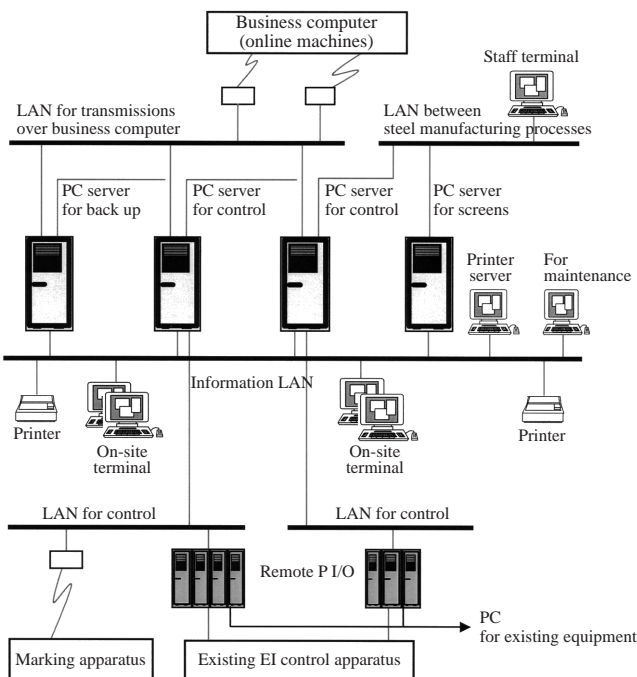 Business computer
(online machines)
Staff terminal
LAN for transmissions
over business computer
LAN between
steel manufacturing processes
PC server
for back up
PC server
for control
PC server
for control
PC server
for screens
Printer
server
For
maintenance
Information LAN
Printer
On-site
terminal
On-site
terminal
Printer
LAN for control
LAN for control
Remote P I/O
PC
for existing equipment
Marking apparatus
Existing EI control apparatus